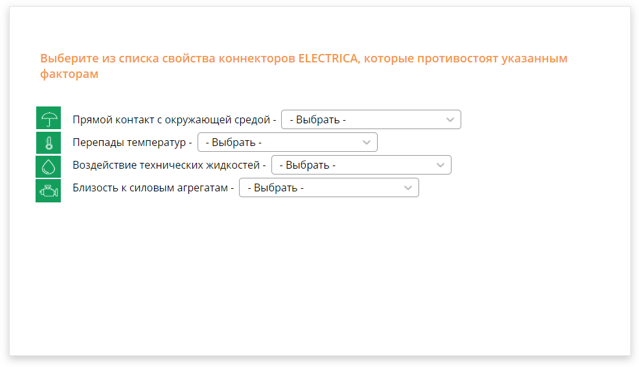 Выберите из списка свойства коннекторов ELECTRICA, которые противостоят указанным
факторам
Прямой контакт с окружающей средой - - Выбрать -
Перепады температур - - Выбрать -
Воздействие технических жидкостей - - Выбрать -
Близость к силовым агрегатам - - Выбрать -